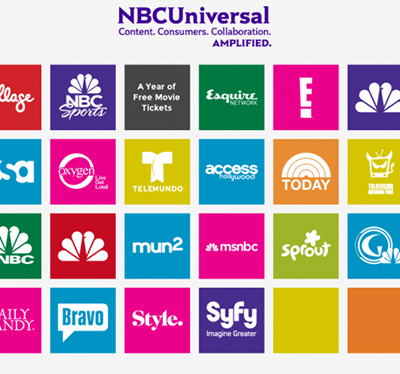 NBCUniversal
Content. Consumers. Collaboration.
AMPLIFIED.
llage
NBC
Sports
A Year of
Free Movie
Tickets
Esquire
NETWORK
E!
sa
oxygen
Live
Out
Loud
T
TELEMUNDO
access
hollywood
TODAY
TELEVISION
NBC
mun2
msnbc
sprout
G
AILY
ANDY.
Bravo
Style.
Syfy
Imagine Greater